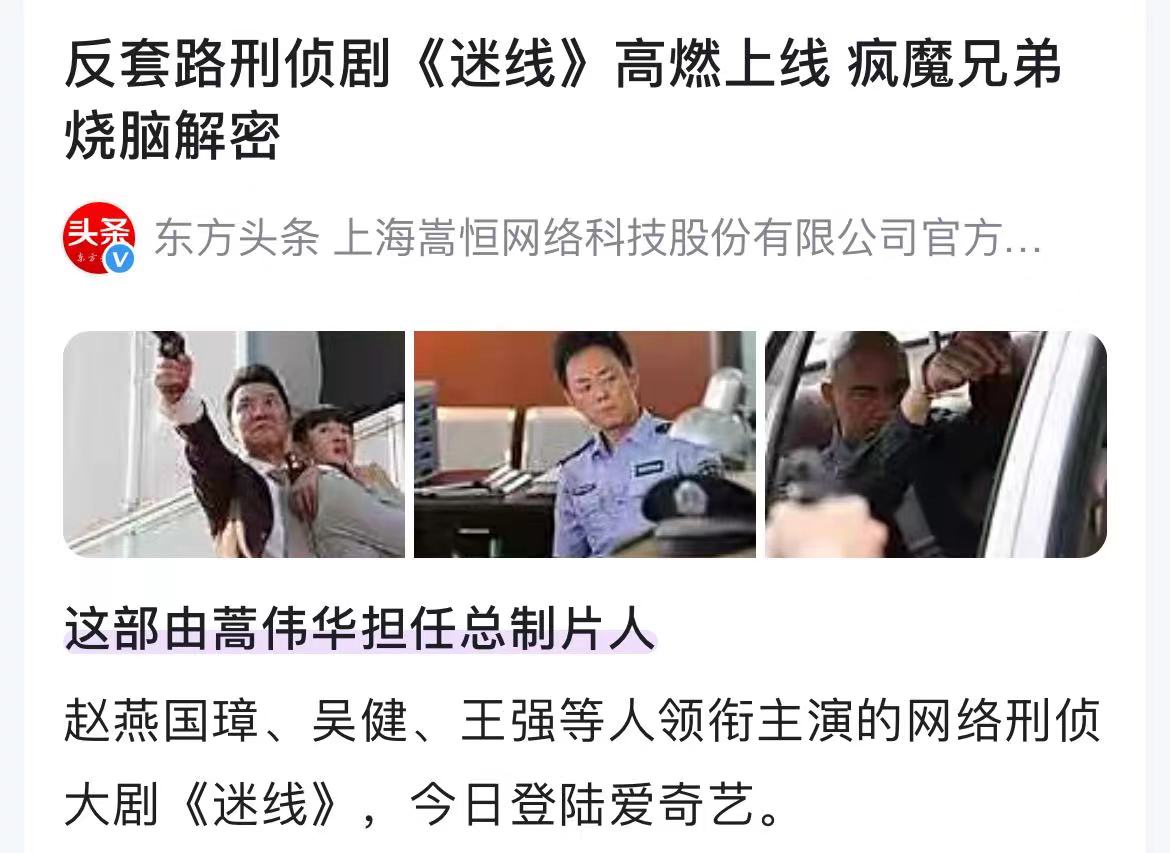 反套路刑侦剧《迷线》高燃上线 疯魔兄弟
烧脑解密
头条
东方头条 上海嵩恒网络科技股份有限公司官方...
这部由蒿伟华担任总制片人
赵燕国璋、吴健、王强等人领衔主演的网络刑侦
大剧《迷线》，今日登陆爱奇艺。